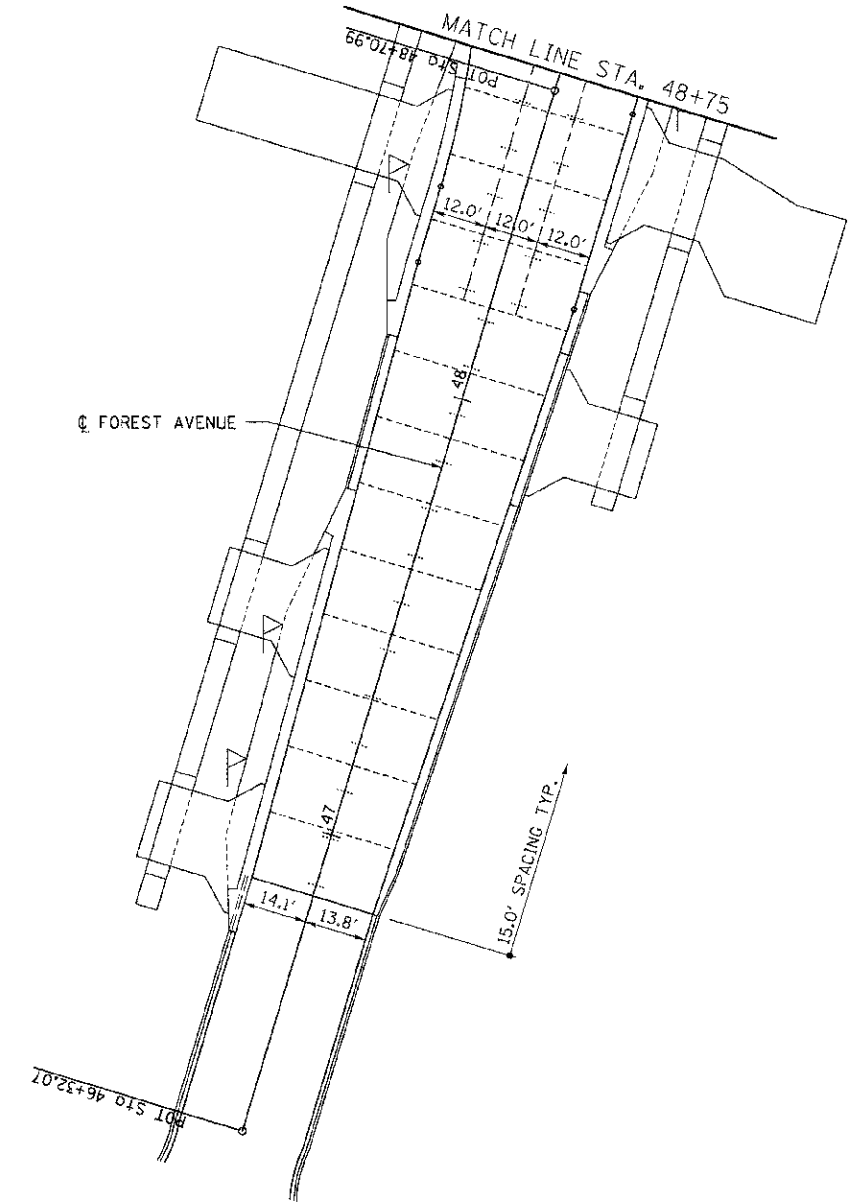 MATCH LINE STA. 48+75
POT Sta 48+70.99
12.0' 12.0' 12.0'
48
℄ FOREST AVENUE
47
14.1' 13.8'
15.0' SPACING TYP.
POT Sta 46+32.07